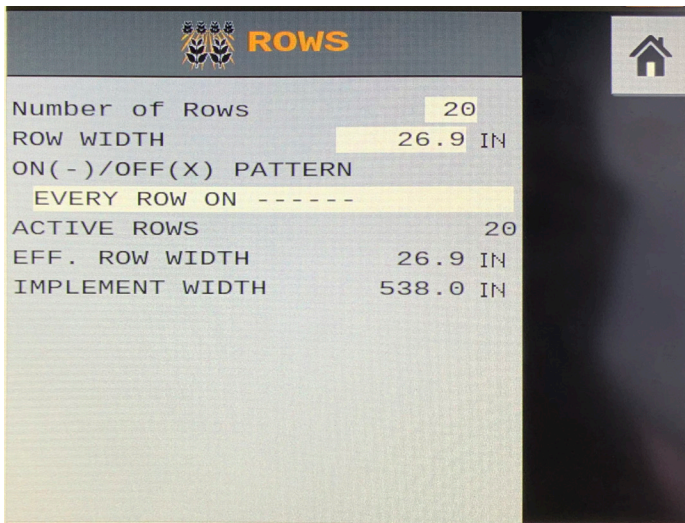 ROWS
Number of Rows 20
ROW WIDTH 26.9 IN
ON(-)/OFF(X) PATTERN
EVERY ROW ON ------
ACTIVE ROWS 20
EFF. ROW WIDTH 26.9 IN
IMPLEMENT WIDTH 538.0 IN